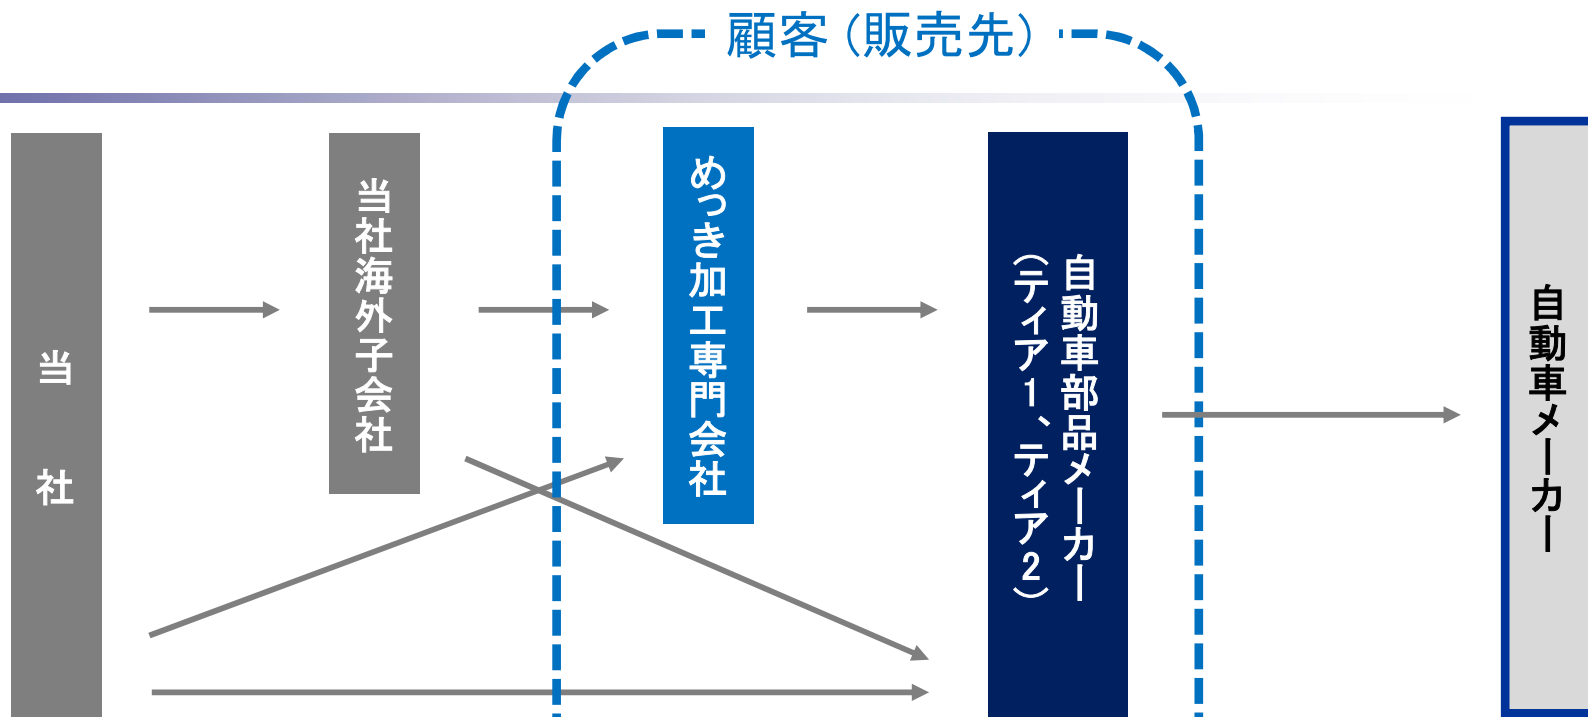 顧客（販売先）
当　社
当社海外子会社
めっき加工専門会社
自動車部品メーカー
（ティア1、ティア2）
自動車メーカー